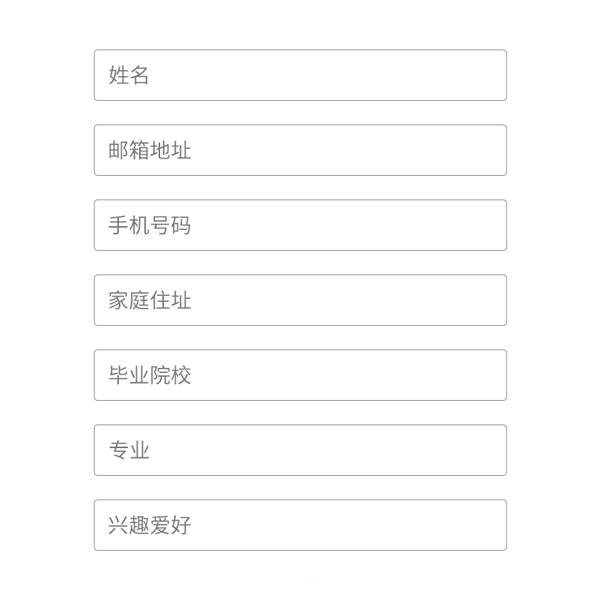 姓名
邮箱地址
手机号码
家庭住址
毕业院校
专业
兴趣爱好